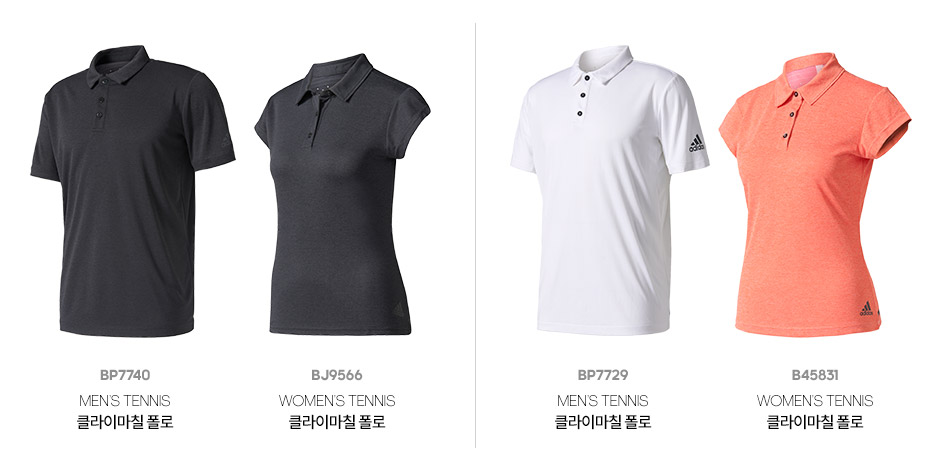 adidas
adidas
BP7740
MEN'S TENNIS
클라이마칠 폴로
BJ9566
WOMEN'S TENNIS
클라이마칠 폴로
BP7729
MEN'S TENNIS
클라이마칠 폴로
B45831
WOMEN'S TENNIS
클라이마칠 폴로